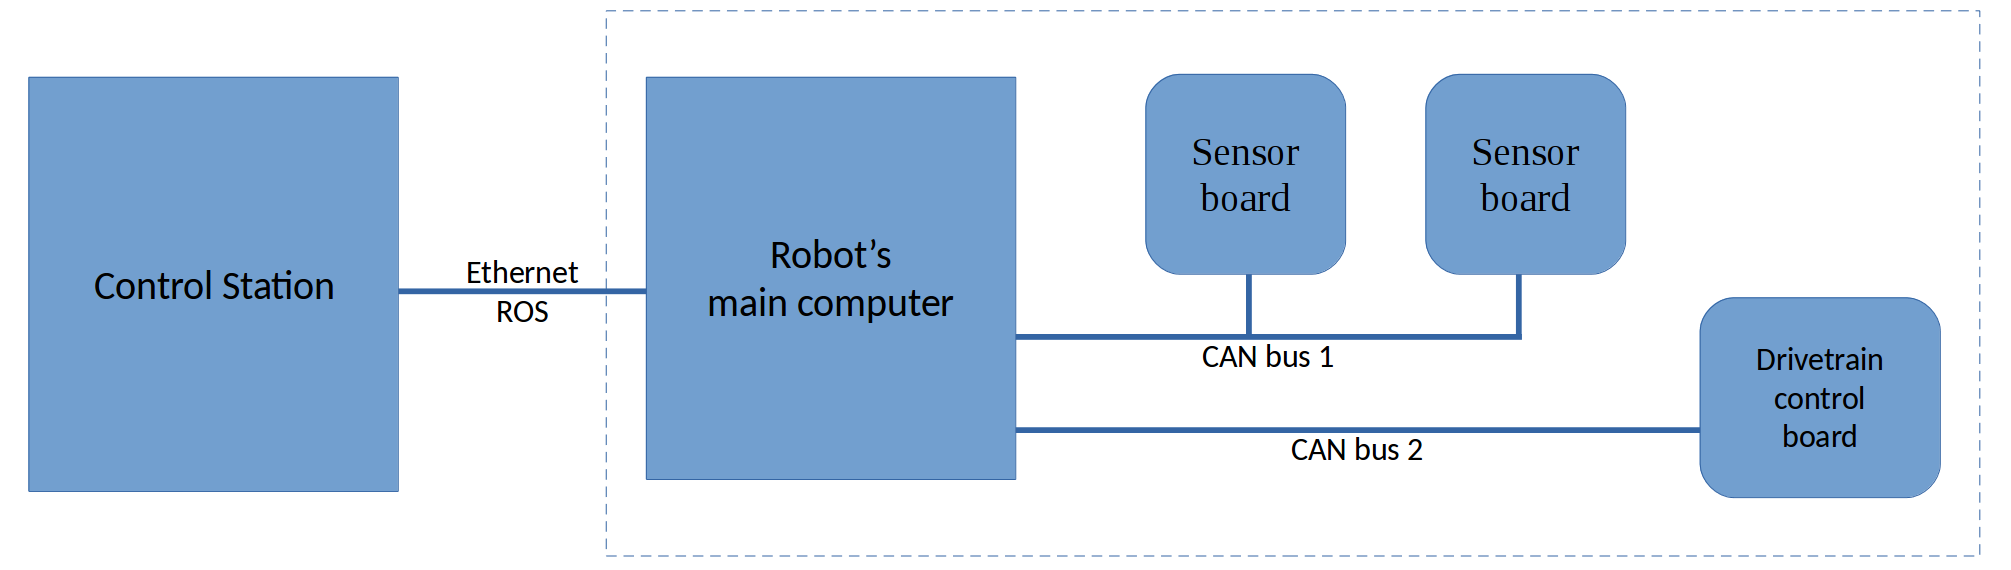 Control Station
Ethernet
ROS
Robot’s
main computer
Sensor
board
Sensor
board
CAN bus 1
CAN bus 2
Drivetrain
control
board